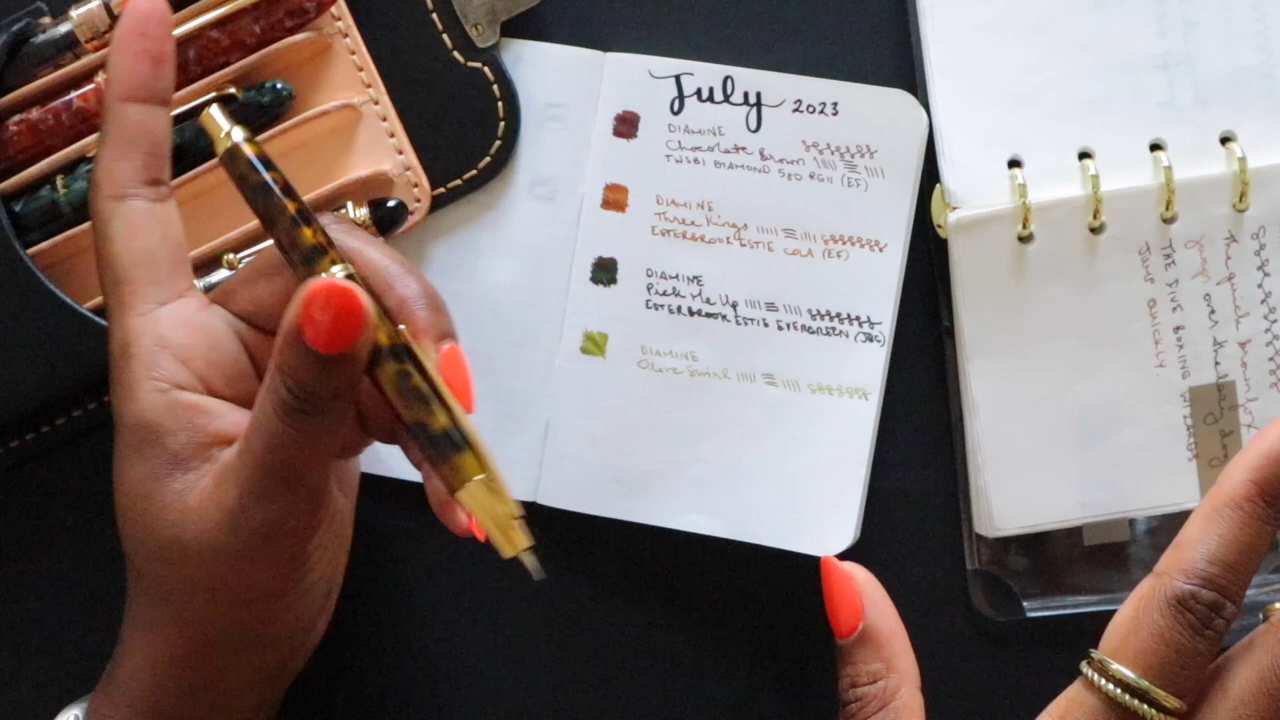 July 2023
DIAMINE
Chocolate Brown
TWSBI DIAMOND 580 RGII (EF)
DIAMINE
Three Kings
ESTERBROOK ESTIE COLA (EF)
DIAMINE
Pick Me Up
ESTERBROOK ESTIE EVERGREEN (J&G)
DIAMINE
Olive Swirl
The quick brown fox
jumps over the lazy dog
THE FIVE BOXING WIZARDS
JUMP QUICKLY.